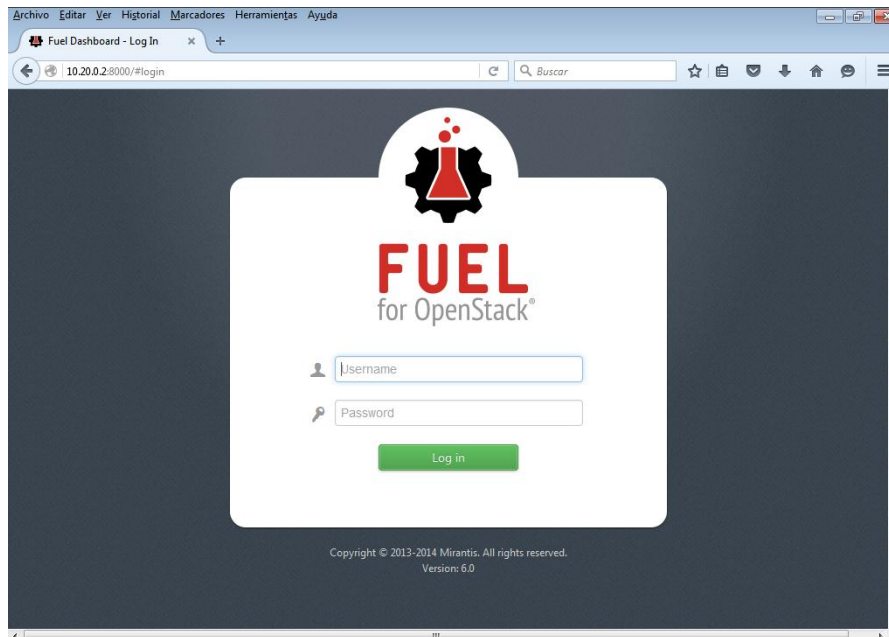 Archivo Editar Ver Historial Marcadores Herramientas Ayuda
Fuel Dashboard - Log In
10.20.0.2:8000/#login
Buscar
FUEL
for OpenStack®
Username
Password
Log in
Copyright © 2013-2014 Mirantis. All rights reserved.
Version: 6.0